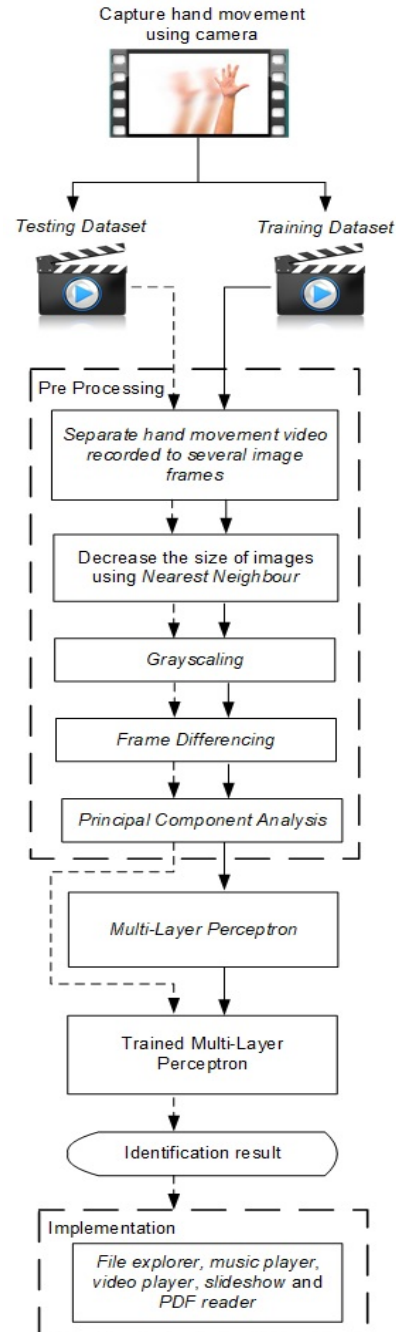 Capture hand movement
using camera
Testing Dataset
Training Dataset
Pre Processing
Separate hand movement video
recorded to several image
frames
Decrease the size of images
using Nearest Neighbour
Grayscaling
Frame Differencing
Principal Component Analysis
Multi-Layer Perceptron
Trained Multi-Layer
Perceptron
Identification result
Implementation
File explorer, music player,
video player, slideshow and
PDF reader